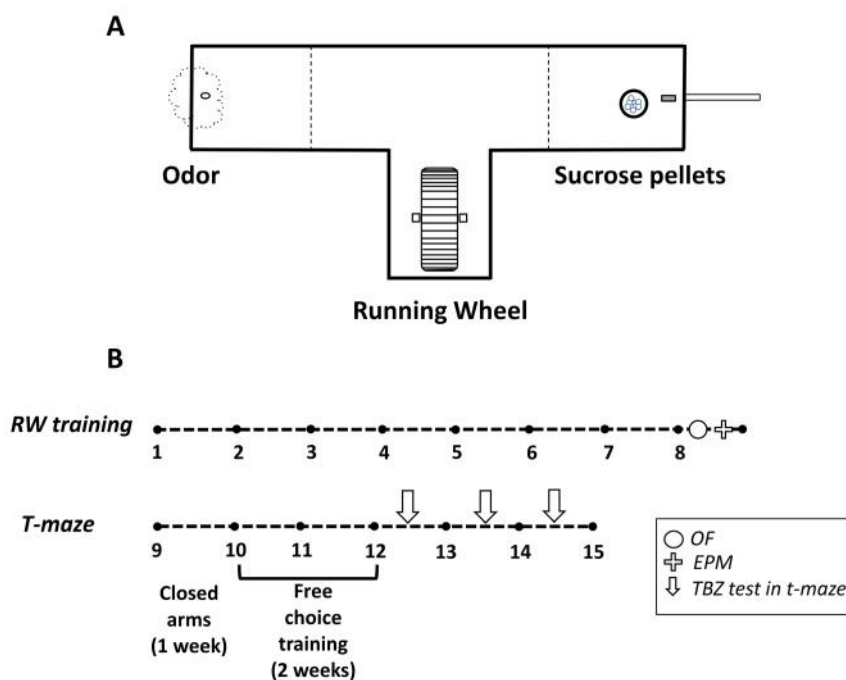 A
Odor
Sucrose pellets
Running Wheel
B
RW training
1 2 3 4 5 6 7 8
T-maze
9 10 11 12 13 14 15
Closed
arms
(1 week)
Free
choice
training
(2 weeks)
OF
EPM
TBZ test in t-maze